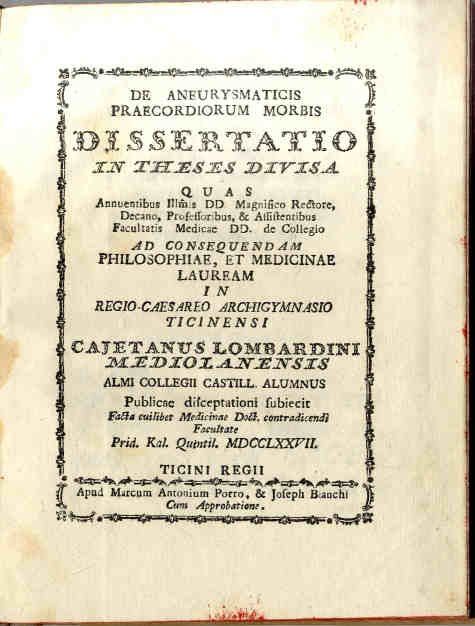 DE ANEURYSMATICIS
PRAECORDIORUM MORBIS
DISSERTATIO
IN THESES DIVISA
QUAS
Annuentibus Illmis DD Magnifico Rectore,
Decano, Profeſſoribus, & Aſſiſtentibus
Facultatis Medicae DD. de Collegio
AD CONSEQUENDAM
PHILOSOPHIAE, ET MEDICINAE
LAUREAM
IN
REGIO-CAESAREO ARCHIGYMNASIO
TICINENSI
CAJETANUS LOMBARDINI
MEDIOLANENSIS
ALMI COLLEGII CASTILL. ALUMNUS
Publicae diſceptationi ſubiecit
Facta cuilibet Medicinae Doct. contradicendi
Facultate
Prid. Kal. Quintil. MDCCLXXVII.
TICINI REGII
Apud Marcum Antonium Porro, & Joſeph Bianchi
Cum Approbatione.